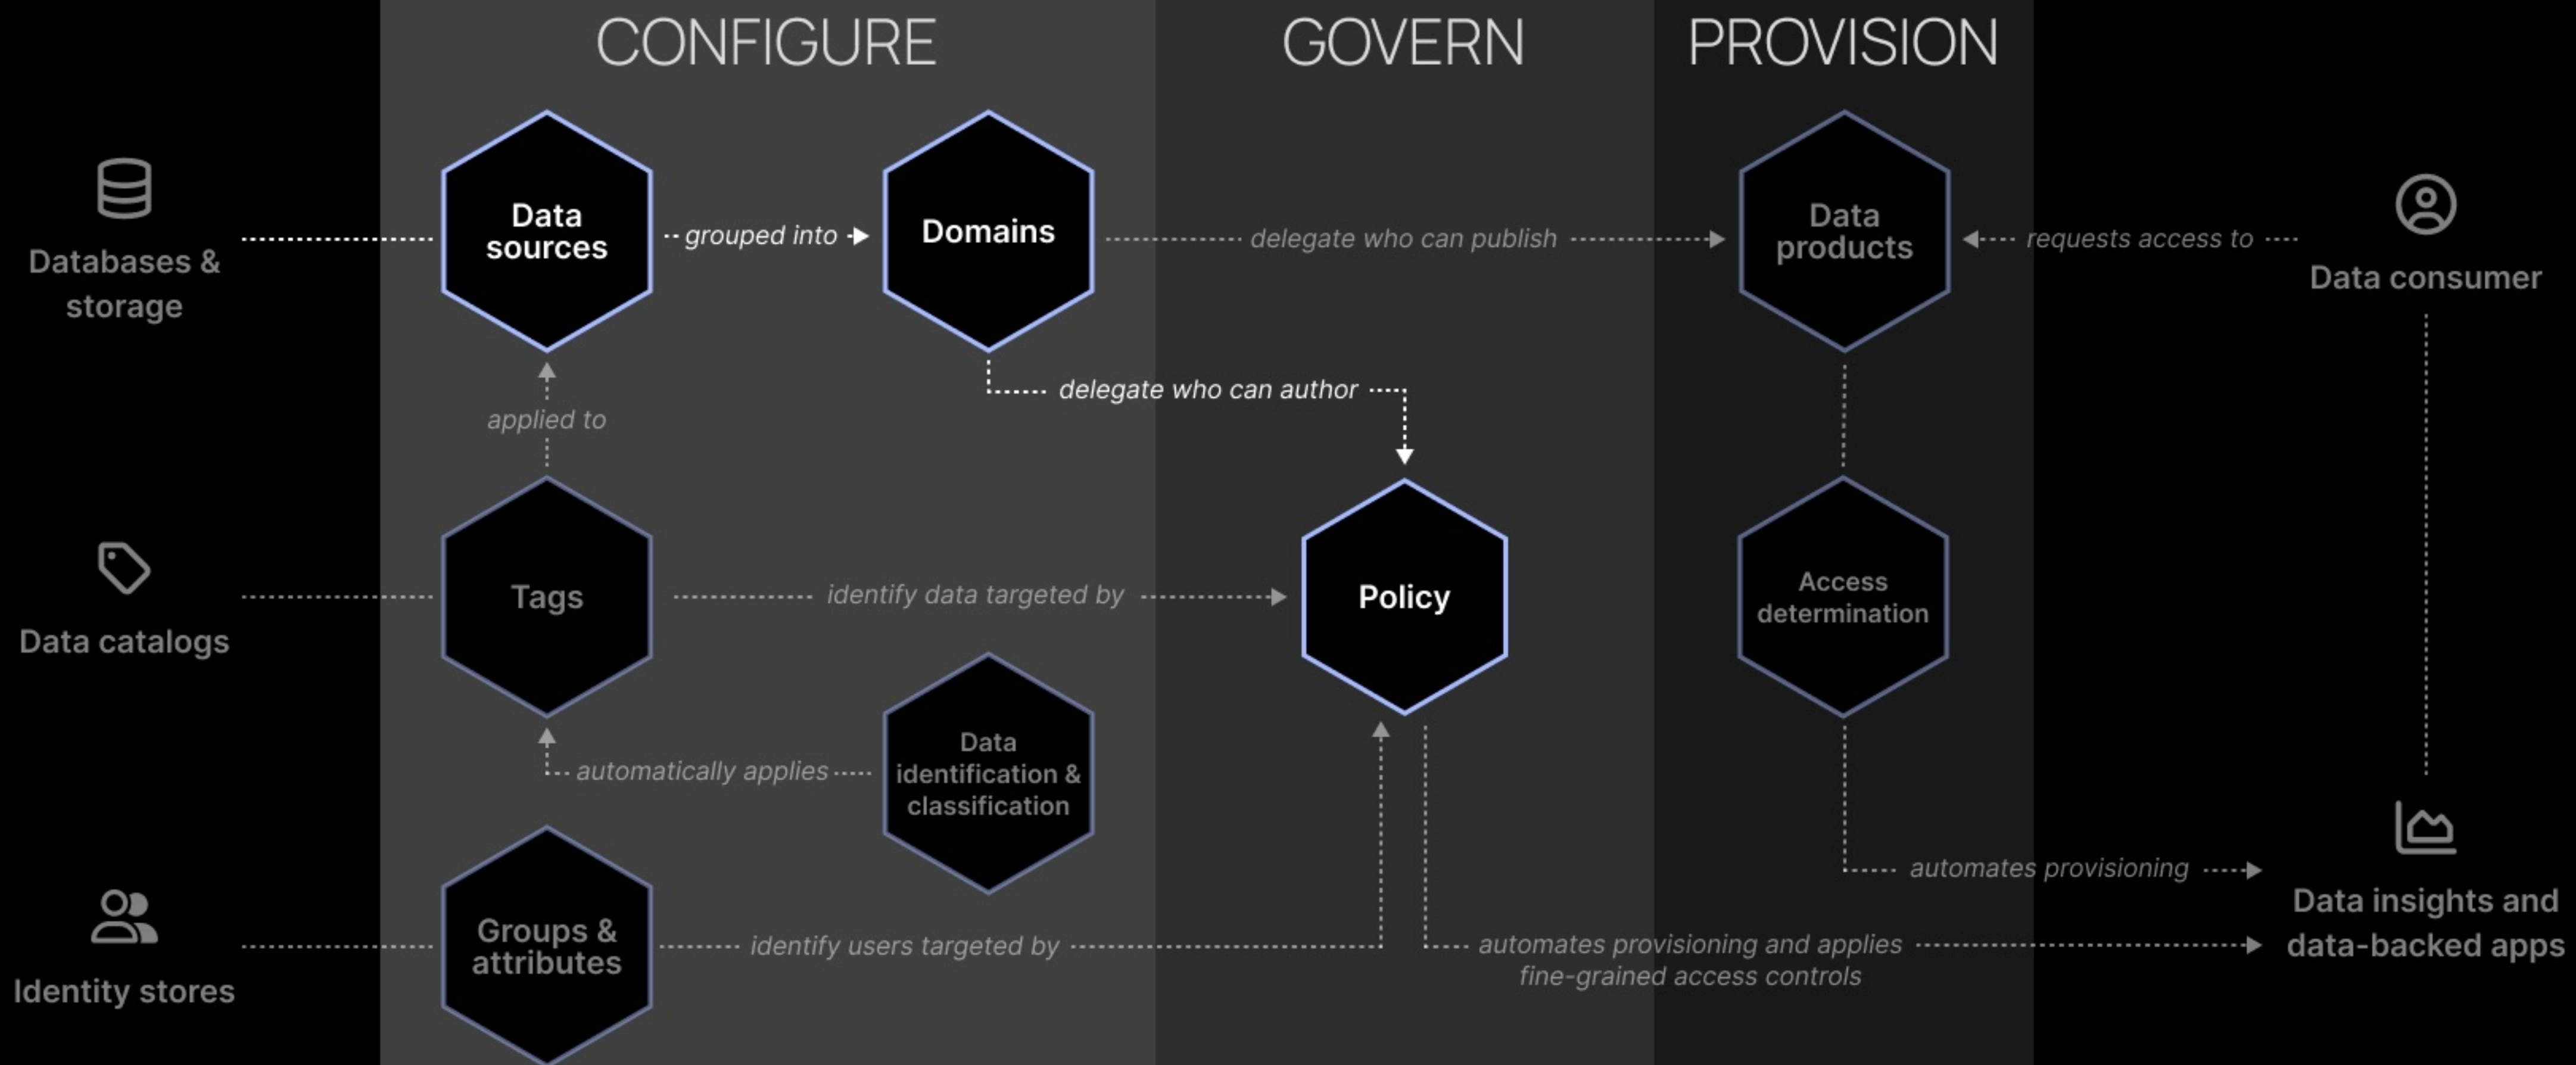 CONFIGURE
GOVERN
PROVISION
Databases &
storage
Data
sources
grouped into
Domains
delegate who can publish
Data
products
requests access to
Data consumer
delegate who can author
applied to
Data catalogs
Tags
identify data targeted by
Policy
Access
determination
Data
identification &
classification
automatically applies
automates provisioning
Identity stores
Groups &
attributes
identify users targeted by
automates provisioning and applies
fine-grained access controls
Data insights and
data-backed apps